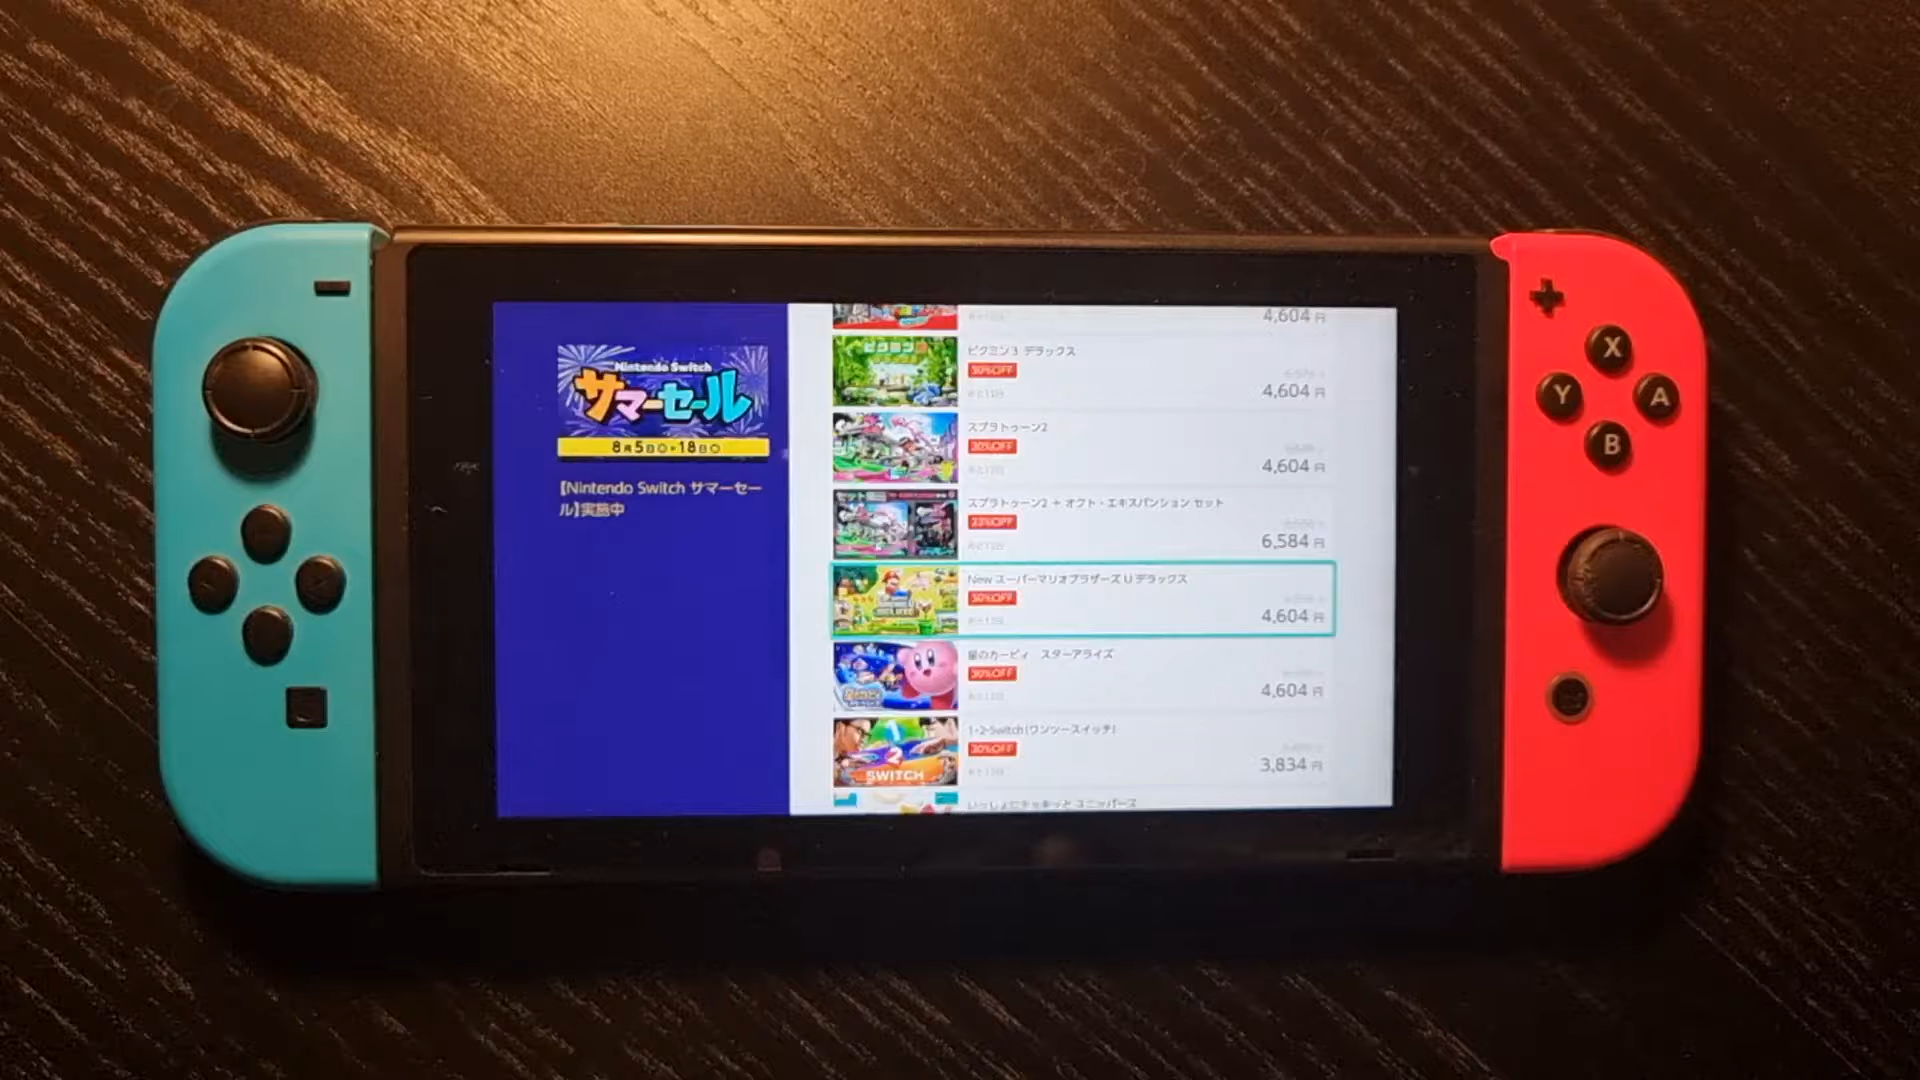 Nintendo Switch
サマーセール
8月5日 18日
【Nintendo Switch サマーセー
ル】実施中
4,604 円
ピクミン3 デラックス
30%OFF
4,604 円
スプラトゥーン2
30%OFF
4,604 円
スプラトゥーン2 + オクト・エキスパンション セット
6,584 円
New スーパーマリオブラザーズ U デラックス
30%OFF
4,604 円
星のカービィ スターアライズ
30%OFF
4,604 円
1-2-Switch(ワンツースイッチ)
30%OFF
3,834 円
1
2
SWITCH
X
Y
A
B